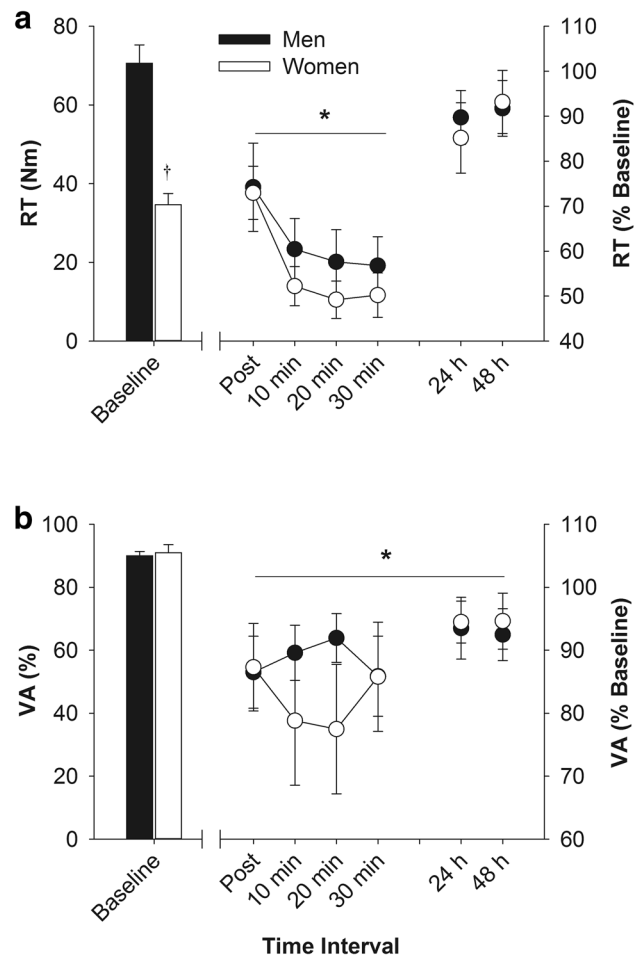 a
Men
Women
RT (Nm)
80
60
40
20
0
†
*
110
100
90
80
70
60
50
40
RT (% Baseline)
Baseline
Post
10 min
20 min
30 min
24 h
48 h
b
VA (%)
100
80
60
40
20
0
*
110
100
90
80
70
60
VA (% Baseline)
Baseline
Post
10 min
20 min
30 min
24 h
48 h
Time Interval